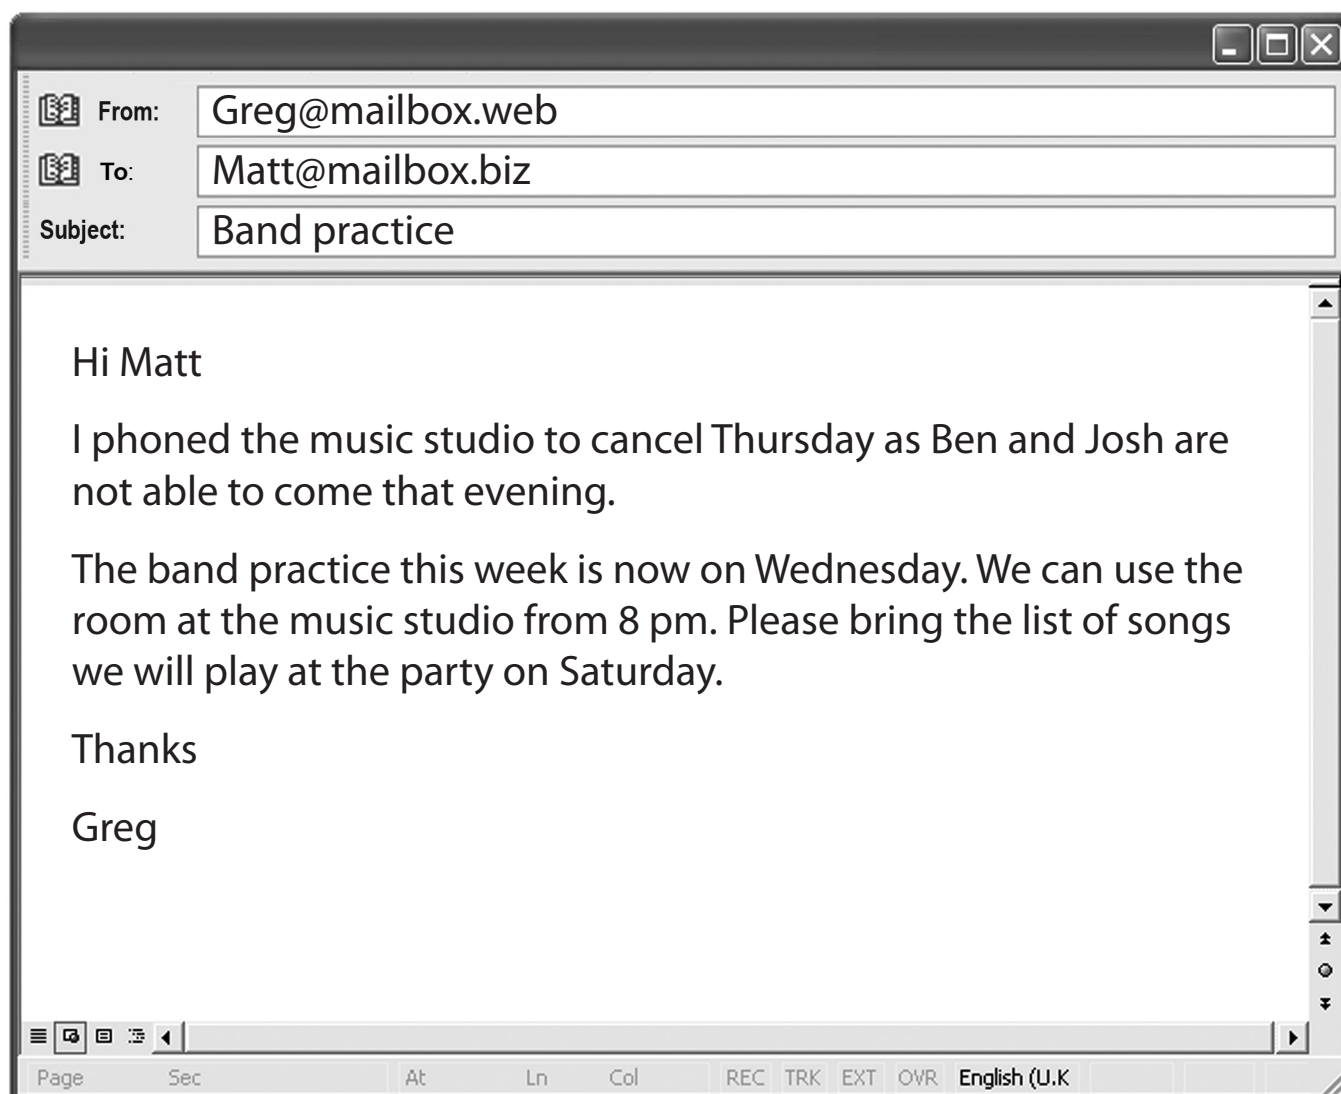 From: Greg@mailbox.web
To: Matt@mailbox.biz
Subject: Band practice
Hi Matt
I phoned the music studio to cancel Thursday as Ben and Josh are
not able to come that evening.
The band practice this week is now on Wednesday. We can use the
room at the music studio from 8 pm. Please bring the list of songs
we will play at the party on Saturday.
Thanks
Greg
Page Sec At Ln Col REC TRK EXT OVR English (U.K